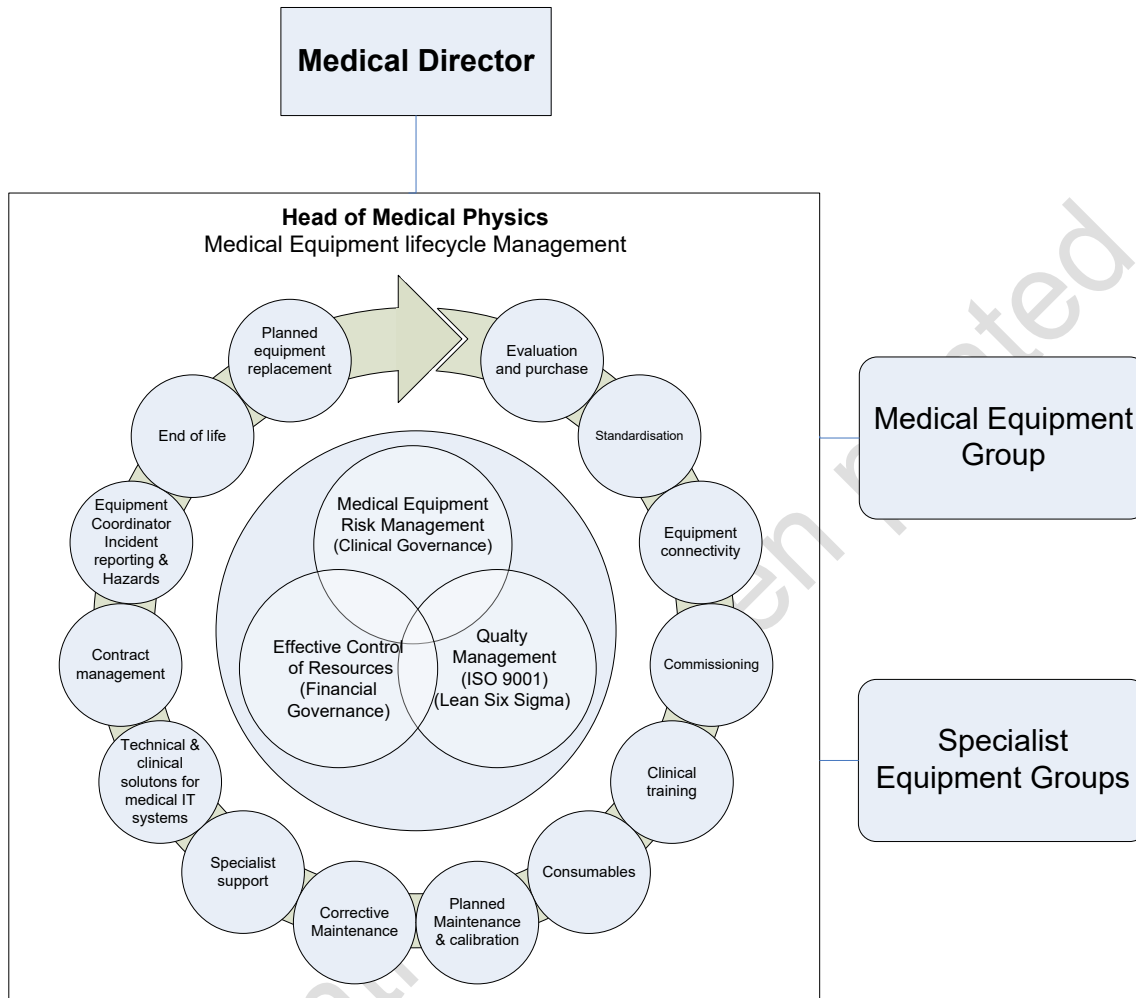 Medical Director
Head of Medical Physics
Medical Equipment lifecycle Management
Planned
equipment
replacement
Evaluation
and purchase
Standardisation
Equipment
connectivity
Commissioning
Clinical
training
Consumables
Planned
Maintenance
& calibration
Corrective
Maintenance
Specialist
support
Technical &
clinical
solutons for
medical IT
systems
Contract
management
Equipment
Coordinator
Incident
reporting &
Hazards
End of life
Medical Equipment
Risk Management
(Clinical Governance)
Effective Control
of Resources
(Financial
Governance)
Qualty
Management
(ISO 9001)
(Lean Six Sigma)
Medical Equipment
Group
Specialist
Equipment Groups